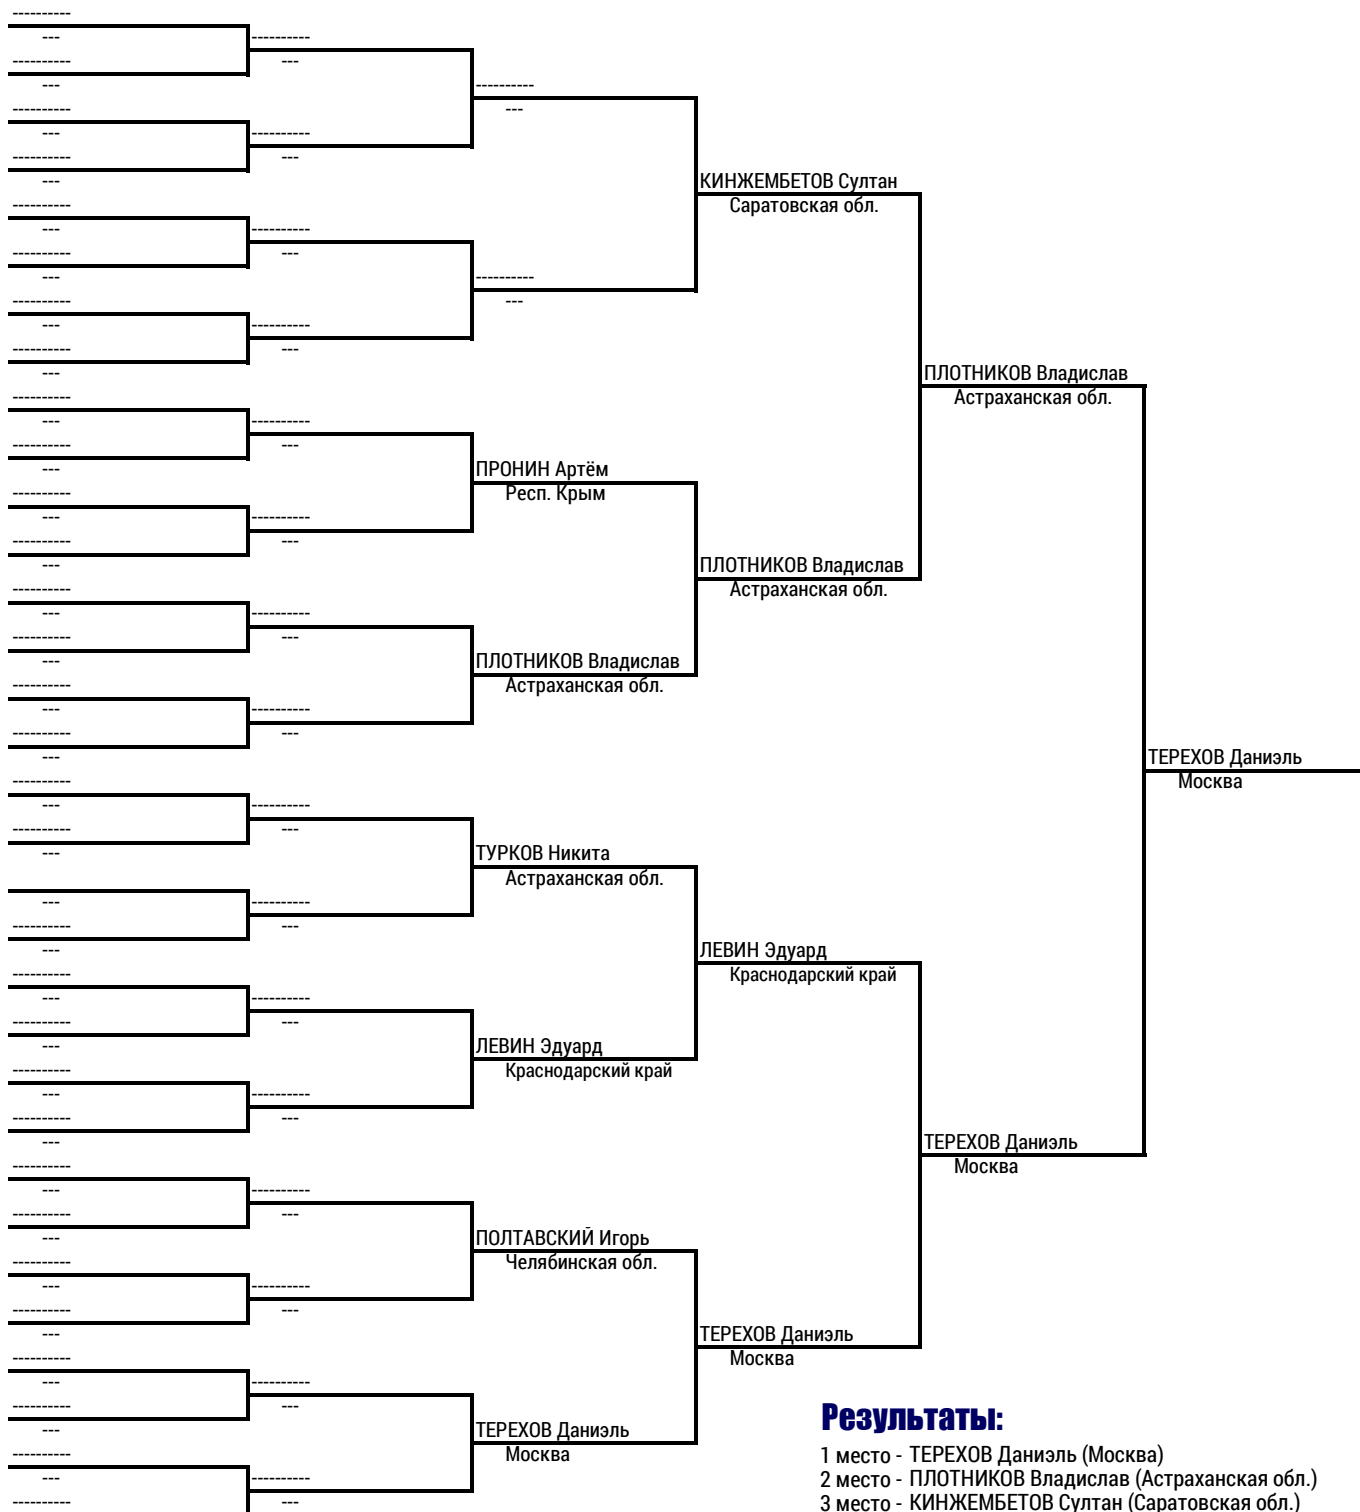 КИНЖЕМБЕТОВ Султан
Саратовская обл.
ПЛОТНИКОВ Владислав
Астраханская обл.
ПРОНИН Артём
Респ. Крым
ПЛОТНИКОВ Владислав
Астраханская обл.
ПЛОТНИКОВ Владислав
Астраханская обл.
ТЕРЕХОВ Даниэль
Москва
ТУРКОВ Никита
Астраханская обл.
ЛЕВИН Эдуард
Краснодарский край
ЛЕВИН Эдуард
Краснодарский край
ТЕРЕХОВ Даниэль
Москва
ПОЛТАВСКИЙ Игорь
Челябинская обл.
ТЕРЕХОВ Даниэль
Москва
ТЕРЕХОВ Даниэль
Москва
Результаты:
1 место - ТЕРЕХОВ Даниэль (Москва)
2 место - ПЛОТНИКОВ Владислав (Астраханская обл.)
3 место - КИНЖЕМБЕТОВ Султан (Саратовская обл.)